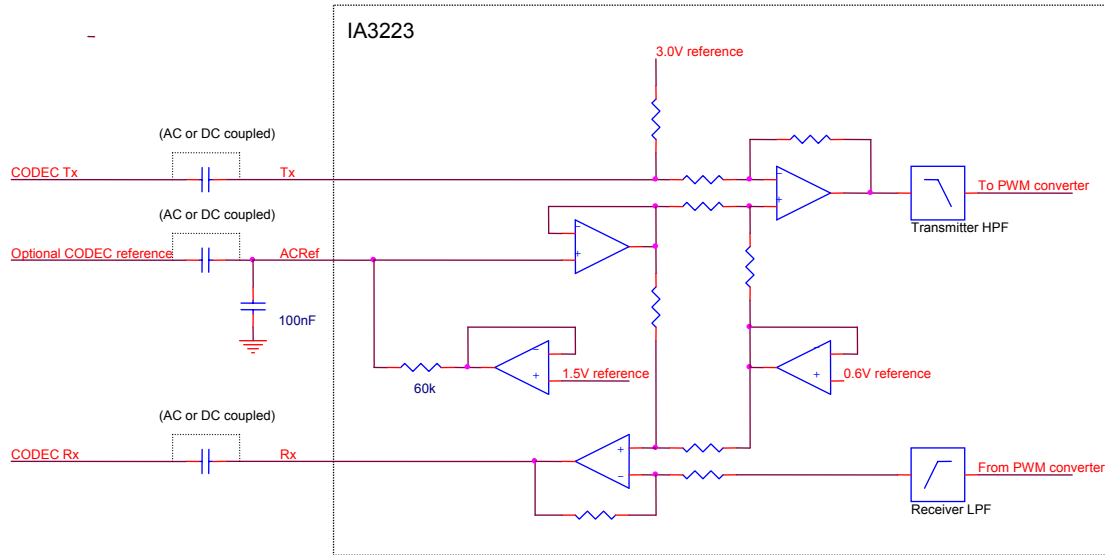 IA3223
3.0V reference
(AC or DC coupled)
CODEC Tx
Tx
To PWM converter
Transmitter HPF
(AC or DC coupled)
Optional CODEC reference
ACRef
100nF
60k
1.5V reference
0.6V reference
(AC or DC coupled)
CODEC Rx
Rx
From PWM converter
Receiver LPF